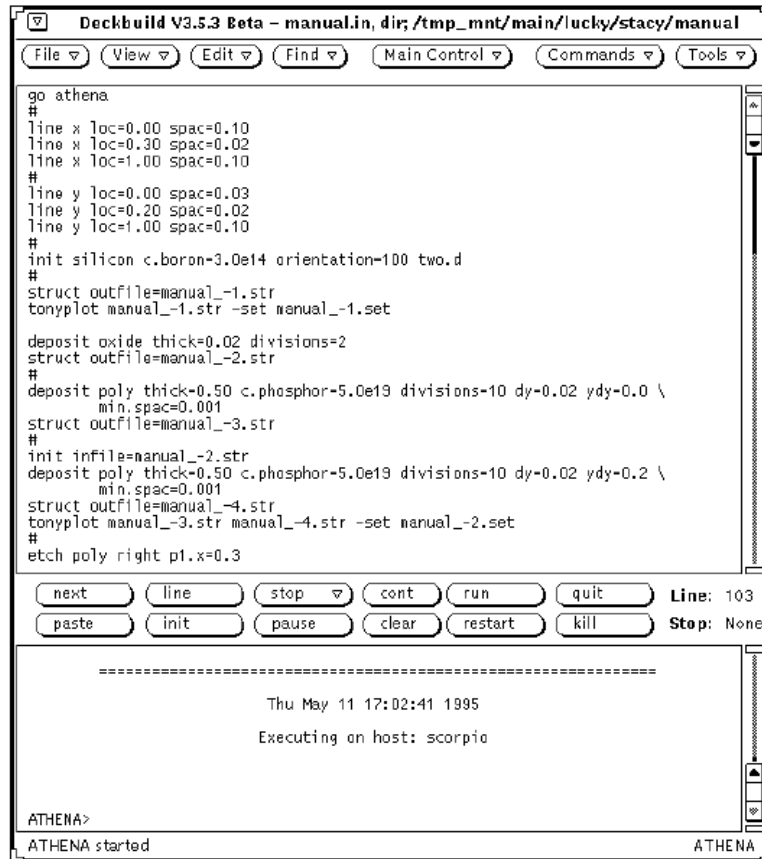 Deckbuild V3.5.3 Beta – manual.in, dir; /tmp_mnt/main/lucky/stacy/manual
File View Edit Find Main Control Commands Tools
go athena
#
line x loc=0.00 spac=0.10
line x loc=0.30 spac=0.02
line x loc=1.00 spac=0.10
#
line y loc=0.00 spac=0.03
line y loc=0.20 spac=0.02
line y loc=1.00 spac=0.10
#
init silicon c.boron=3.0e14 orientation=100 two.d
#
struct outfile=manual_-1.str
tonyplot manual_-1.str -set manual_-1.set
deposit oxide thick=0.02 divisions=2
struct outfile=manual_-2.str
#
deposit poly thick=0.50 c.phosphor=5.0e19 divisions=10 dy=0.02 ydy=0.0 \
min.spac=0.001
struct outfile=manual_-3.str
#
init infile=manual_-2.str
deposit poly thick=0.50 c.phosphor=5.0e19 divisions=10 dy=0.02 ydy=0.2 \
min.spac=0.001
struct outfile=manual_-4.str
tonyplot manual_-3.str manual_-4.str -set manual_-2.set
#
etch poly right p1.x=0.3
next line stop cont run quit Line: 103
paste init pause clear restart kill Stop: None
==============================================================
Thu May 11 17:02:41 1995
Executing on host: scorpio
ATHENA>
ATHENA started ATHENA